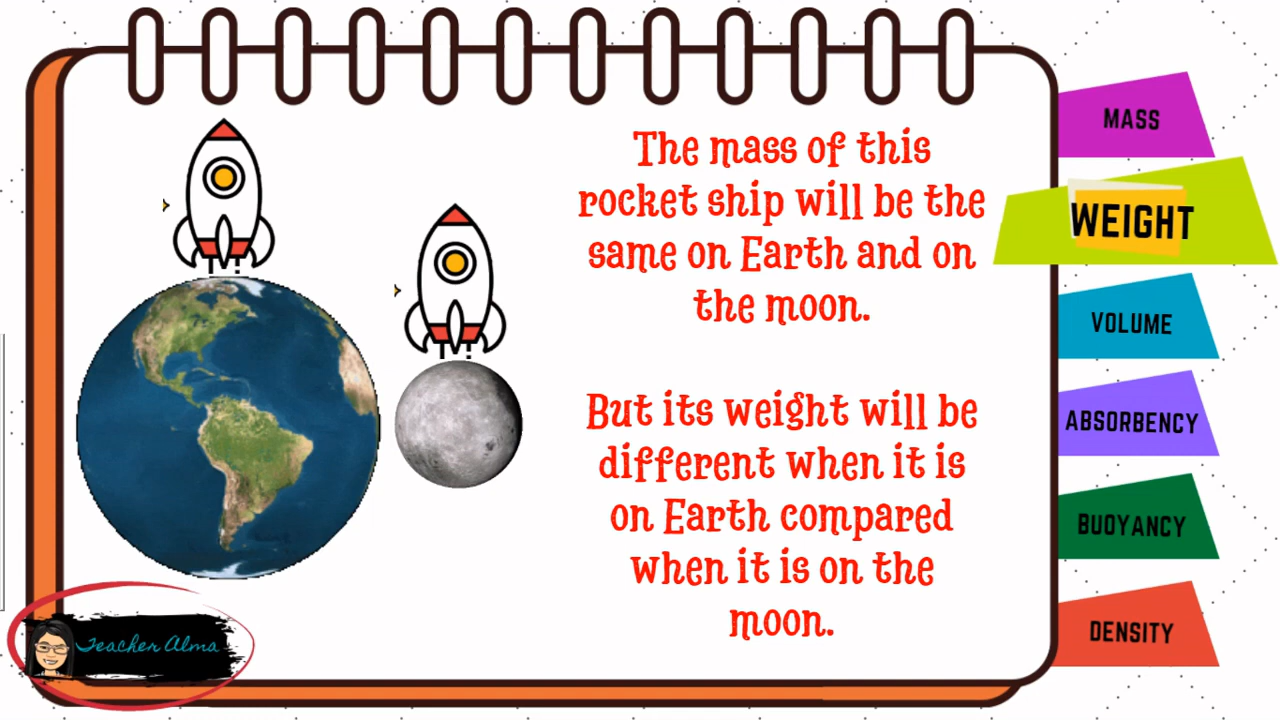 The mass of this
rocket ship will be the
same on Earth and on
the moon.
But its weight will be
different when it is
on Earth compared
when it is on the
moon.
MASS
WEIGHT
VOLUME
ABSORBENCY
BUOYANCY
DENSITY
Teacher Alma